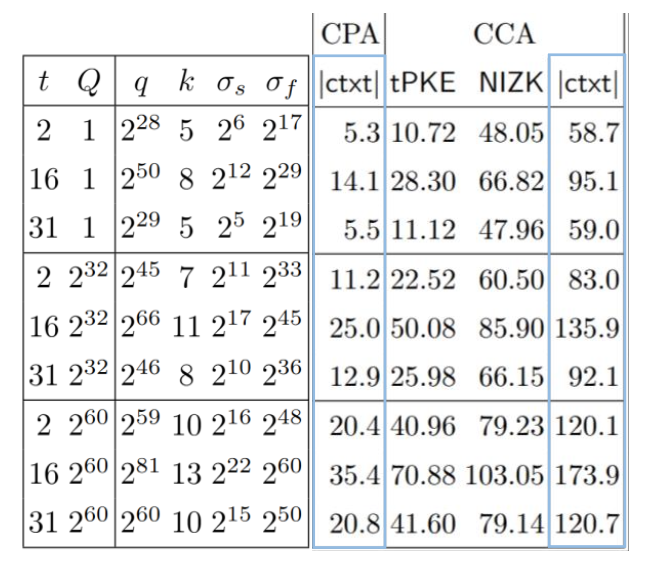 CPA CCA
t Q q k σ_s σ_f |ctxt| tPKE NIZK |ctxt|
2 1 2^28 5 2^6 2^17 5.3 10.72 48.05 58.7
16 1 2^50 8 2^12 2^29 14.1 28.30 66.82 95.1
31 1 2^29 5 2^5 2^19 5.5 11.12 47.96 59.0
2 2^32 2^45 7 2^11 2^33 11.2 22.52 60.50 83.0
16 2^32 2^66 11 2^17 2^45 25.0 50.08 85.90 135.9
31 2^32 2^46 8 2^10 2^36 12.9 25.98 66.15 92.1
2 2^60 2^59 10 2^16 2^48 20.4 40.96 79.23 120.1
16 2^60 2^81 13 2^22 2^60 35.4 70.88 103.05 173.9
31 2^60 2^60 10 2^15 2^50 20.8 41.60 79.14 120.7